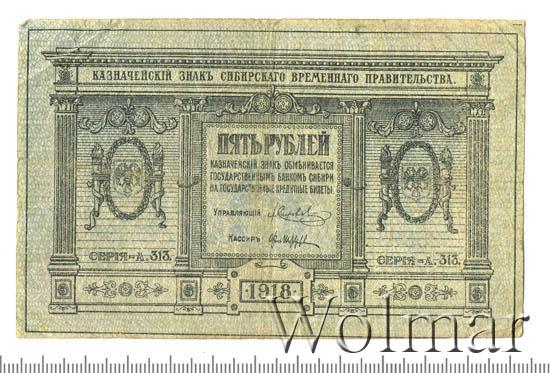 КАЗНАЧЕЙСКІЙ ЗНАКЪ СИБИРСКАГО ВРЕМЕННАГО ПРАВИТЕЛЬСТВА.
ПЯТЬ РУБЛЕЙ
КАЗНАЧЕЙСКІЙ ЗНАКЪ ОБМѢНИВАЕТСЯ
ГОСУДАРСТВЕННЫМЪ БАНКОМЪ СИБИРИ
НА ГОСУДАРСТВЕННЫЕ КРЕДИТНЫЕ БИЛЕТЫ.
УПРАВЛЯЮЩІЙ
КАССИРЪ
СЕРІЯ-А.313.
СЕРІЯ-А.313.
1918.
Wolmar